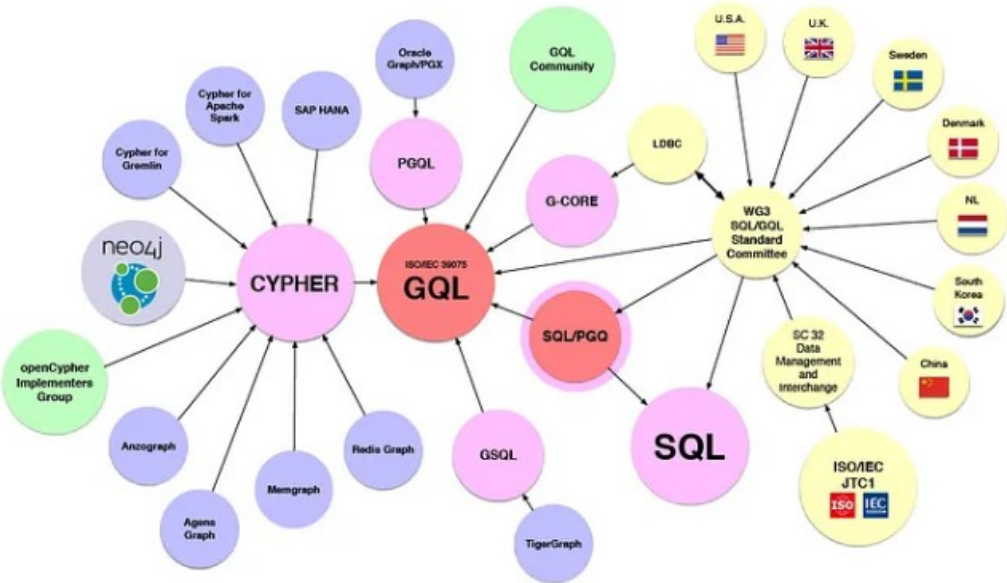 Oracle
Graph/PGX
GQL
Community
U.S.A.
U.K.
Sweden
Cypher for
Apache
Spark
SAP HANA
Denmark
Cypher for
Gremlin
PGQL
LDBC
G-CORE
NL
WG3
SQL/GQL
Standard
Committee
neo4j
CYPHER
ISO/IEC 39075
GQL
South
Korea
SQL/PGQ
SC 32
Data
Management
and
Interchange
China
openCypher
Implementers
Group
Anzograph
Redis Graph
GSQL
SQL
ISO/IEC
JTC1
ISO
IEC
Memgraph
Agens
Graph
TigerGraph